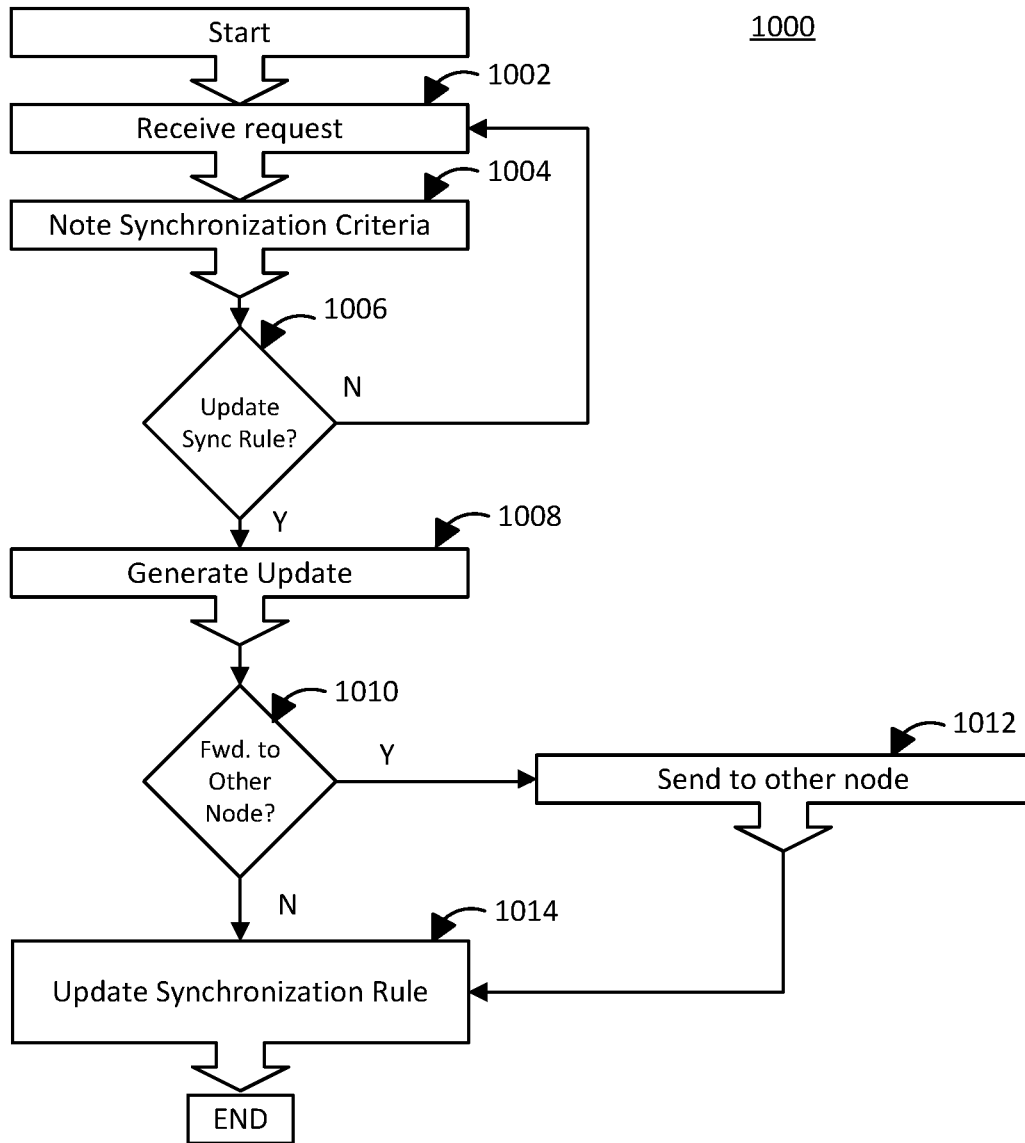 Start
1000
1002
Receive request
1004
Note Synchronization Criteria
1006
N
Update
Sync Rule?
Y
1008
Generate Update
1010
1012
Fwd. to
Other
Node?
Y
Send to other node
N
1014
Update Synchronization Rule
END